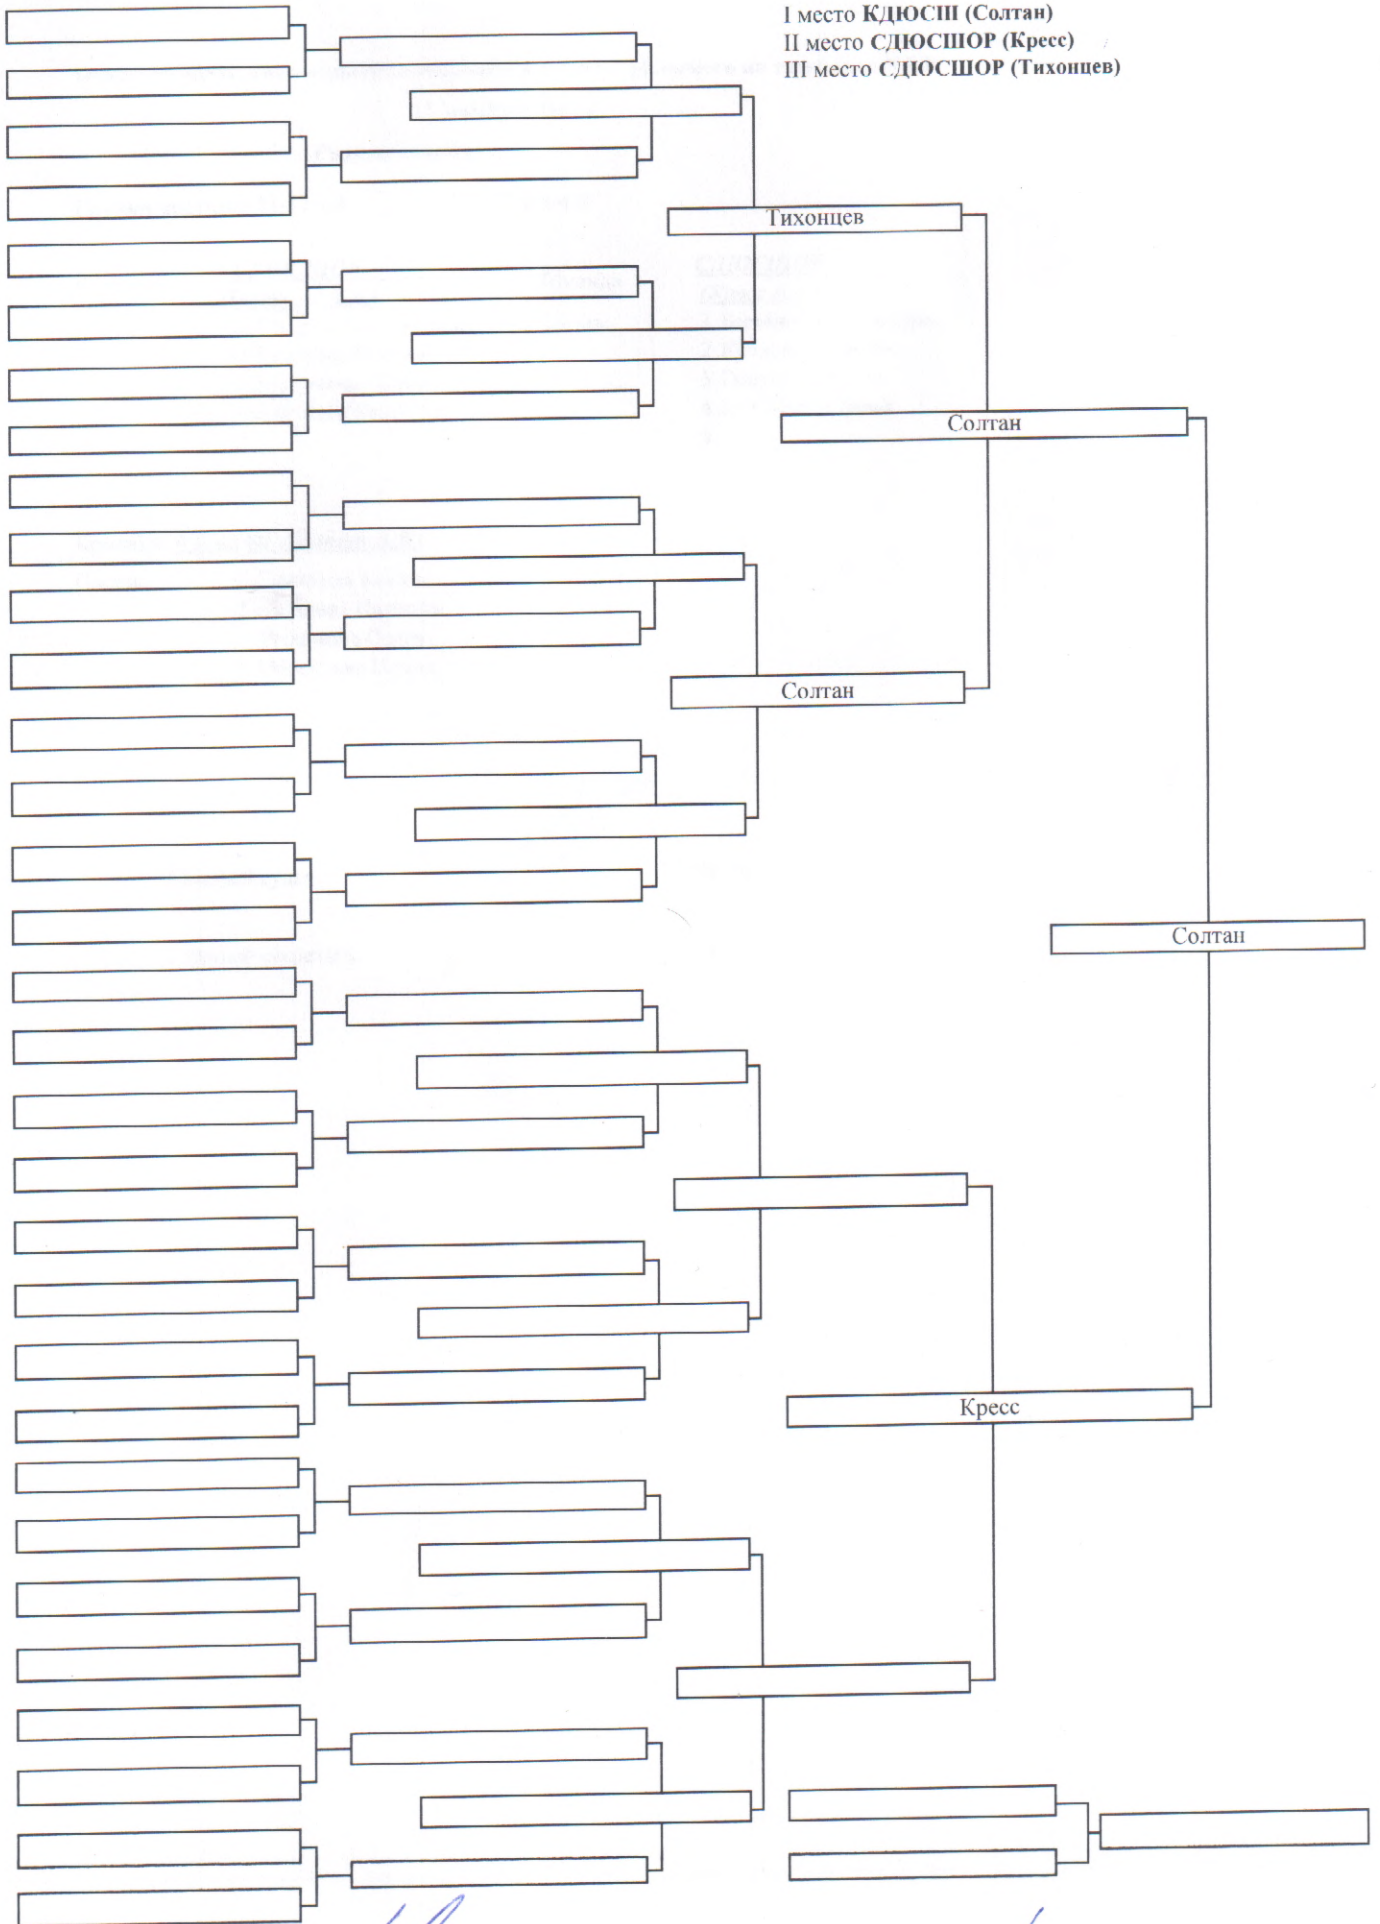 I место КДЮСШ (Солтан)
II место СДЮСШОР (Кресс)
III место СДЮСШОР (Тихонцев)
Тихонцев
Солтан
Солтан
Солтан
Кресс